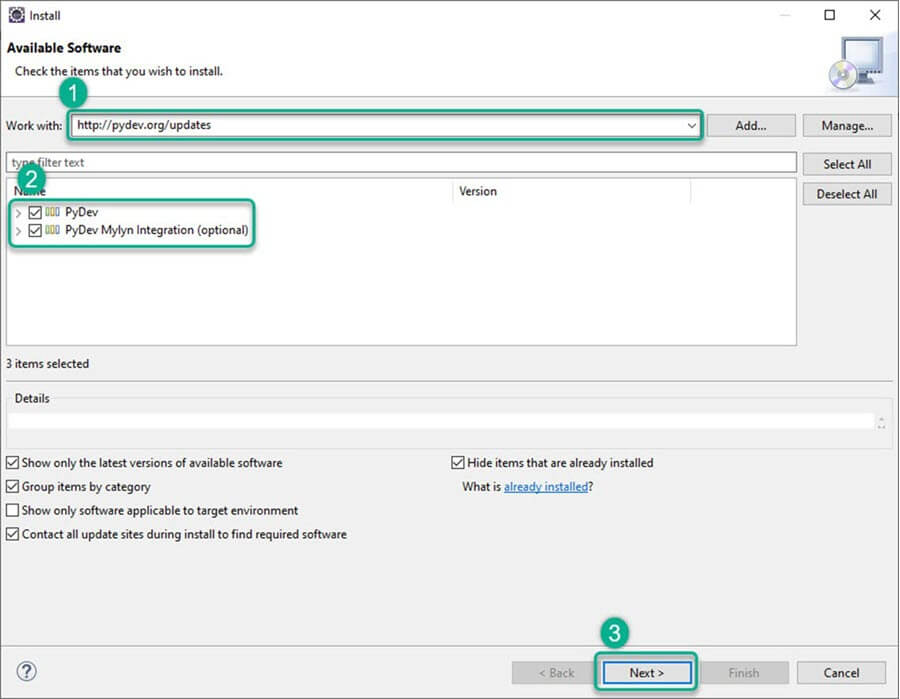 Install
Available Software
Check the items that you wish to install.
1
Work with: http://pydev.org/updates Add... Manage...
type filter text Select All
2
Name Version Deselect All
PyDev
PyDev Mylyn Integration (optional)
3 items selected
Details
Show only the latest versions of available software Hide items that are already installed
Group items by category What is already installed?
Show only software applicable to target environment
Contact all update sites during install to find required software
3
? < Back Next > Finish Cancel